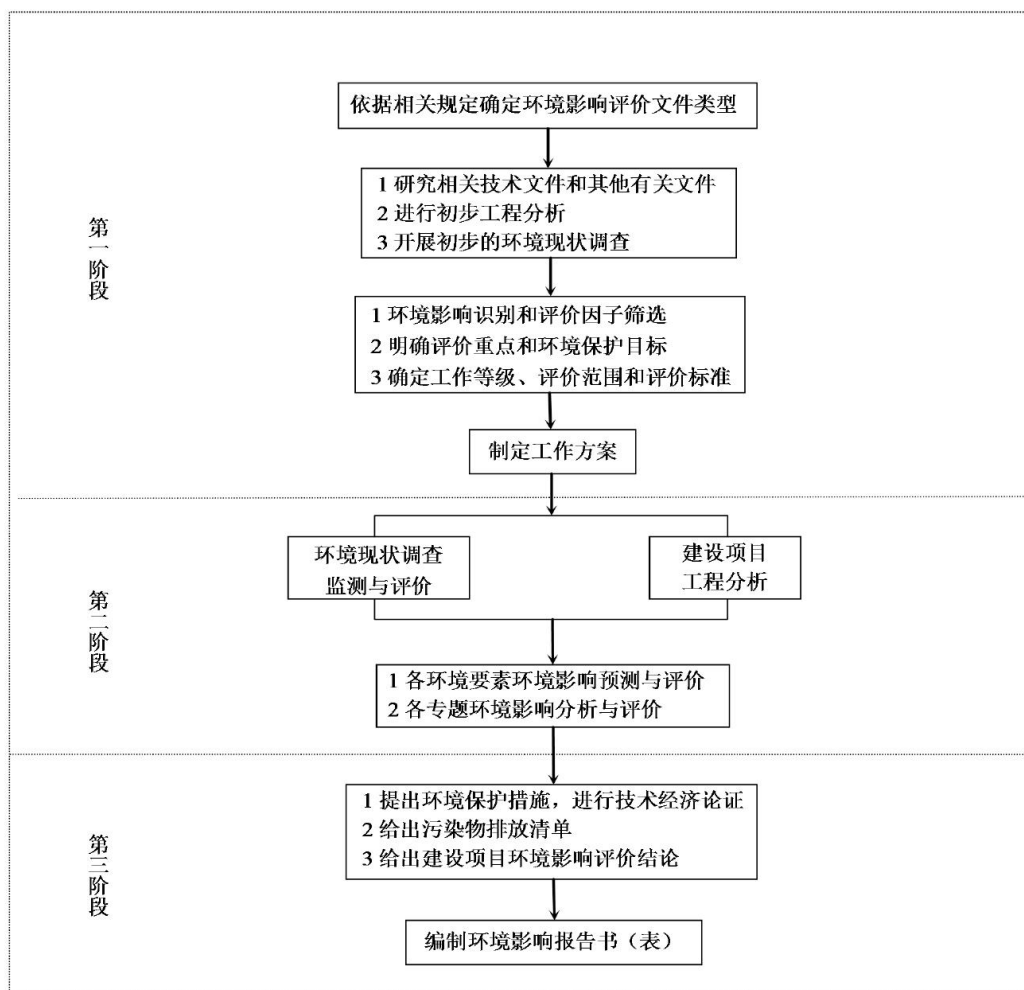 依据相关规定确定环境影响评价文件类型
1 研究相关技术文件和其他有关文件
2 进行初步工程分析
3 开展初步的环境现状调查
第一阶段
1 环境影响识别和评价因子筛选
2 明确评价重点和环境保护目标
3 确定工作等级、评价范围和评价标准
制定工作方案
第二阶段
环境现状调查
监测与评价
建设项目
工程分析
1 各环境要素环境影响预测与评价
2 各专题环境影响分析与评价
第三阶段
1 提出环境保护措施，进行技术经济论证
2 给出污染物排放清单
3 给出建设项目环境影响评价结论
编制环境影响报告书（表）